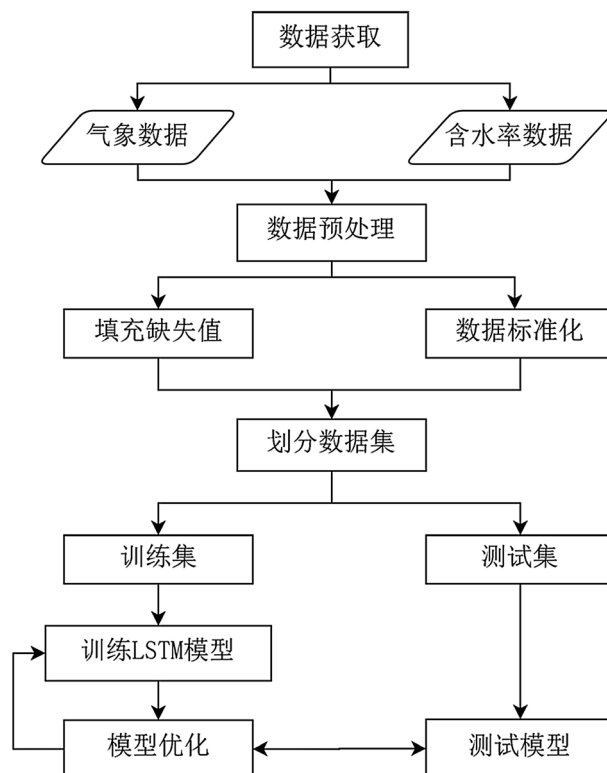 数据获取
气象数据
含水率数据
数据预处理
填充缺失值
数据标准化
划分数据集
训练集
测试集
训练LSTM模型
模型优化
测试模型